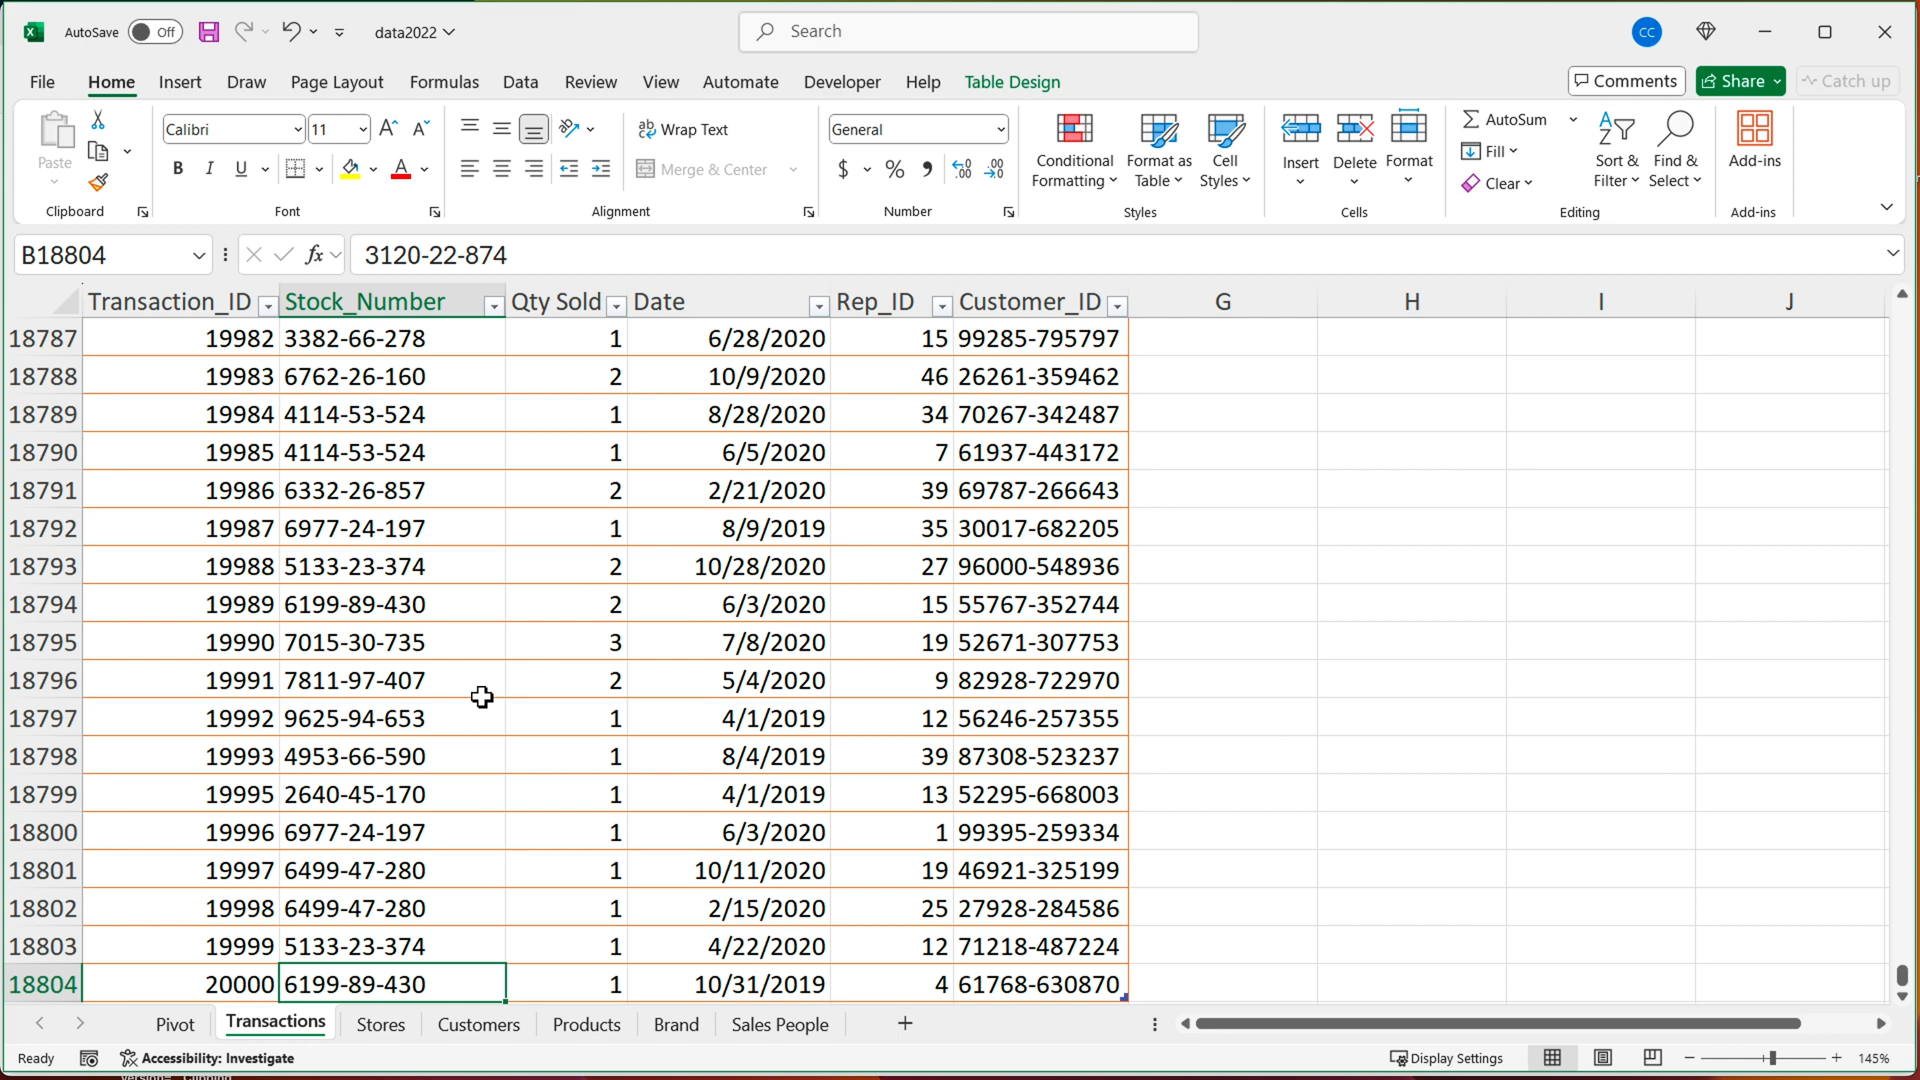 AutoSave Off data2022 Search CC
File Home Insert Draw Page Layout Formulas Data Review View Automate Developer Help Table Design Comments Share Catch up
Paste Calibri 11 Wrap Text General Conditional Formatting Format as Table Cell Styles Insert Delete Format AutoSum Sort & Filter Find & Select Add-ins
B I U Merge & Center $ % Fill Clear
Clipboard Font Alignment Number Styles Cells Editing Add-ins
B18804 fx 3120-22-874
Transaction_ID Stock_Number Qty Sold Date Rep_ID Customer_ID G H I J
18787 19982 3382-66-278 1 6/28/2020 15 99285-795797
18788 19983 6762-26-160 2 10/9/2020 46 26261-359462
18789 19984 4114-53-524 1 8/28/2020 34 70267-342487
18790 19985 4114-53-524 1 6/5/2020 7 61937-443172
18791 19986 6332-26-857 2 2/21/2020 39 69787-266643
18792 19987 6977-24-197 1 8/9/2019 35 30017-682205
18793 19988 5133-23-374 2 10/28/2020 27 96000-548936
18794 19989 6199-89-430 2 6/3/2020 15 55767-352744
18795 19990 7015-30-735 3 7/8/2020 19 52671-307753
18796 19991 7811-97-407 2 5/4/2020 9 82928-722970
18797 19992 9625-94-653 1 4/1/2019 12 56246-257355
18798 19993 4953-66-590 1 8/4/2019 39 87308-523237
18799 19995 2640-45-170 1 4/1/2019 13 52295-668003
18800 19996 6977-24-197 1 6/3/2020 1 99395-259334
18801 19997 6499-47-280 1 10/11/2020 19 46921-325199
18802 19998 6499-47-280 1 2/15/2020 25 27928-284586
18803 19999 5133-23-374 1 4/22/2020 12 71218-487224
18804 20000 6199-89-430 1 10/31/2019 4 61768-630870
Pivot Transactions Stores Customers Products Brand Sales People
Ready Accessibility: Investigate Display Settings 145%